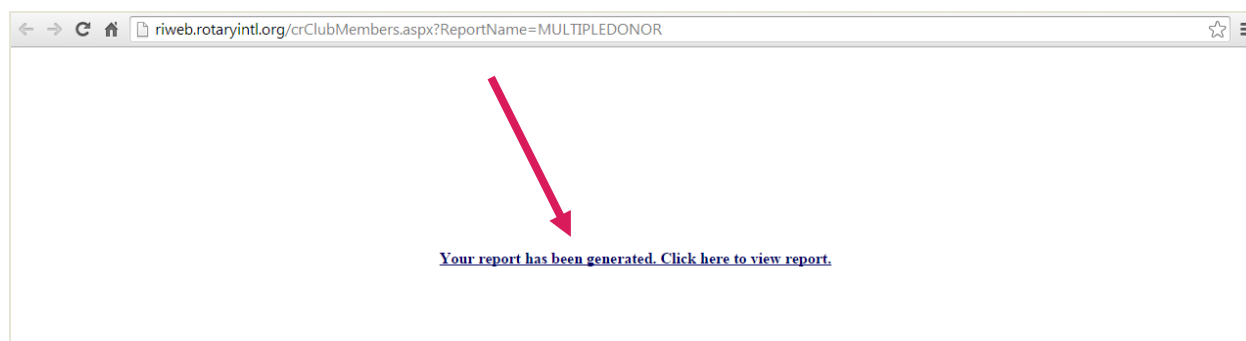 riweb.rotaryintl.org/crClubMembers.aspx?ReportName=MULTIPLEDONOR
Your report has been generated. Click here to view report.